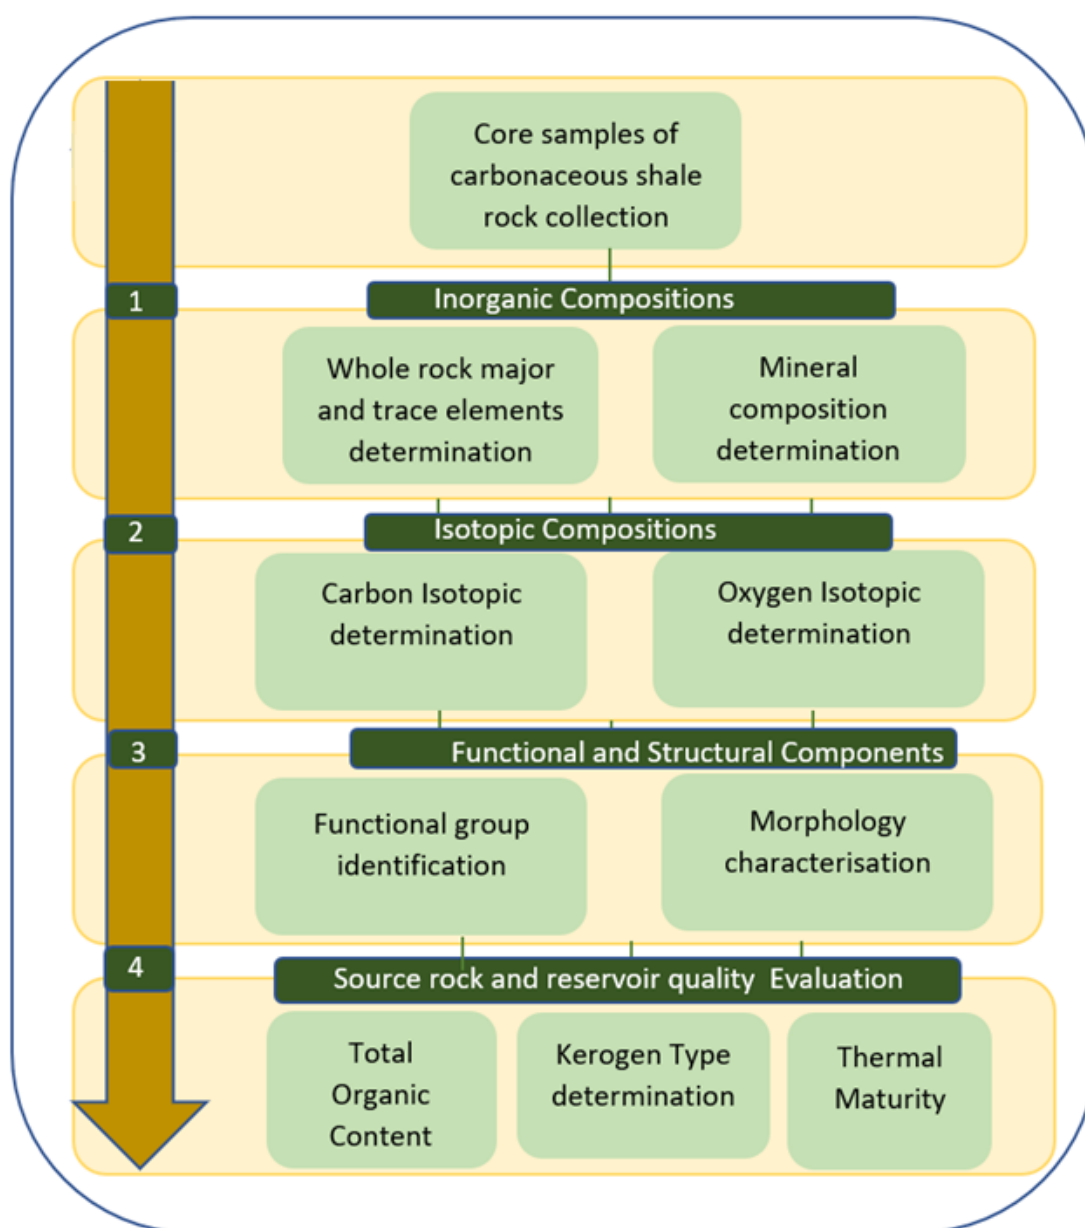 Core samples of
carbonaceous shale
rock collection
1
Inorganic Compositions
Whole rock major
and trace elements
determination
Mineral
composition
determination
2
Isotopic Compositions
Carbon Isotopic
determination
Oxygen Isotopic
determination
3
Functional and Structural Components
Functional group
identification
Morphology
characterisation
4
Source rock and reservoir quality  Evaluation
Total
Organic
Content
Kerogen Type
determination
Thermal
Maturity